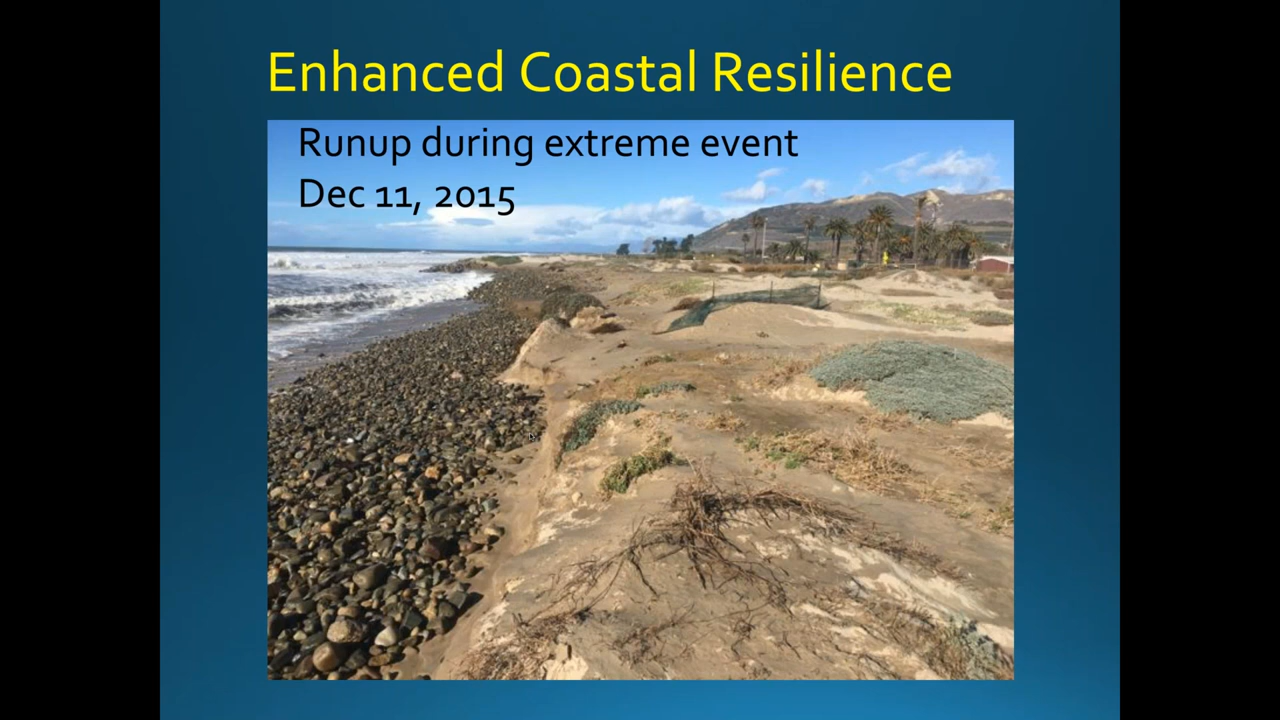 Enhanced Coastal Resilience
Runup during extreme event
Dec 11, 2015